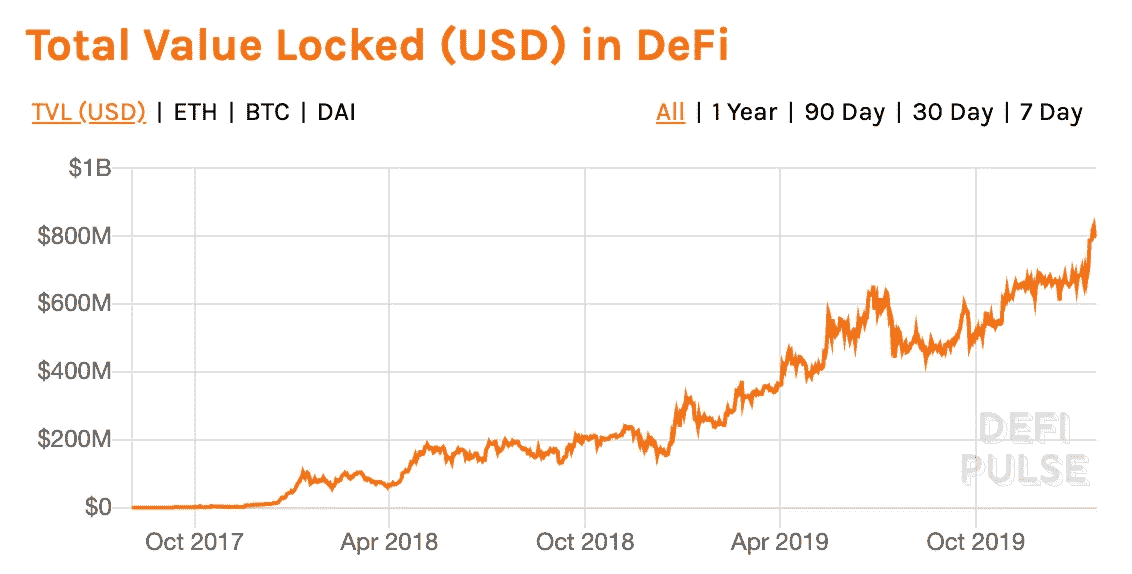 Total Value Locked (USD) in DeFi
TVL (USD) | ETH | BTC | DAI
All | 1 Year | 90 Day | 30 Day | 7 Day
$1B
$800M
$600M
$400M
$200M
$0
DEFI
PULSE
Oct 2017
Apr 2018
Oct 2018
Apr 2019
Oct 2019